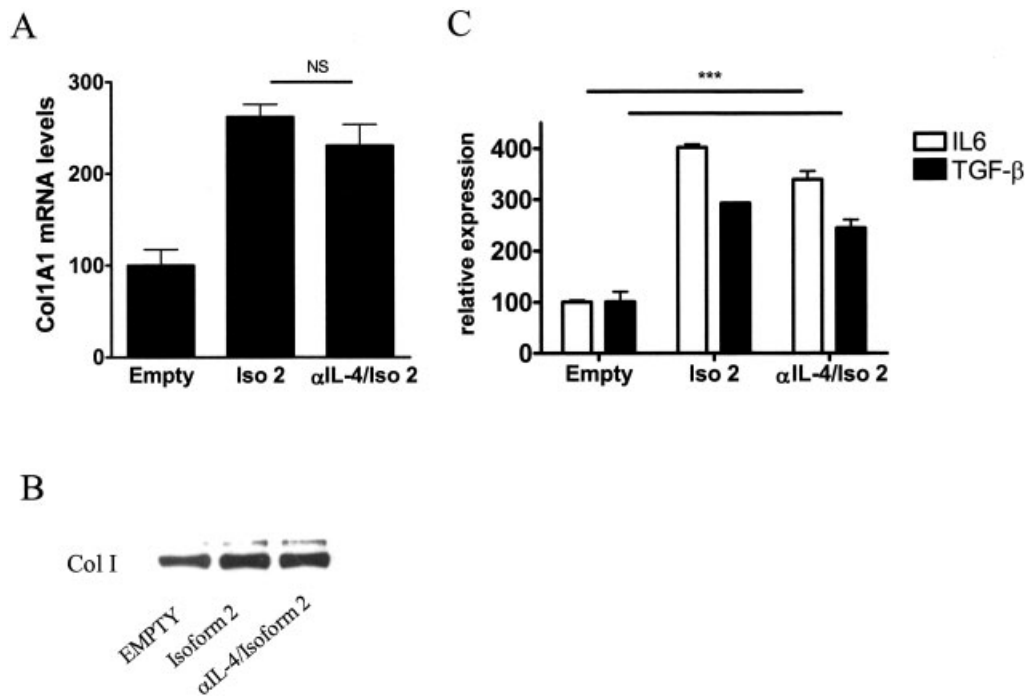 A
Col1A1 mRNA levels
300
200
100
0
NS
Empty
Iso 2
αIL-4/Iso 2
C
relative expression
400
300
200
100
0
***
Empty
Iso 2
αIL-4/Iso 2
IL6
TGF-β
B
Col I
EMPTY
Isoform 2
αIL-4/Isoform 2